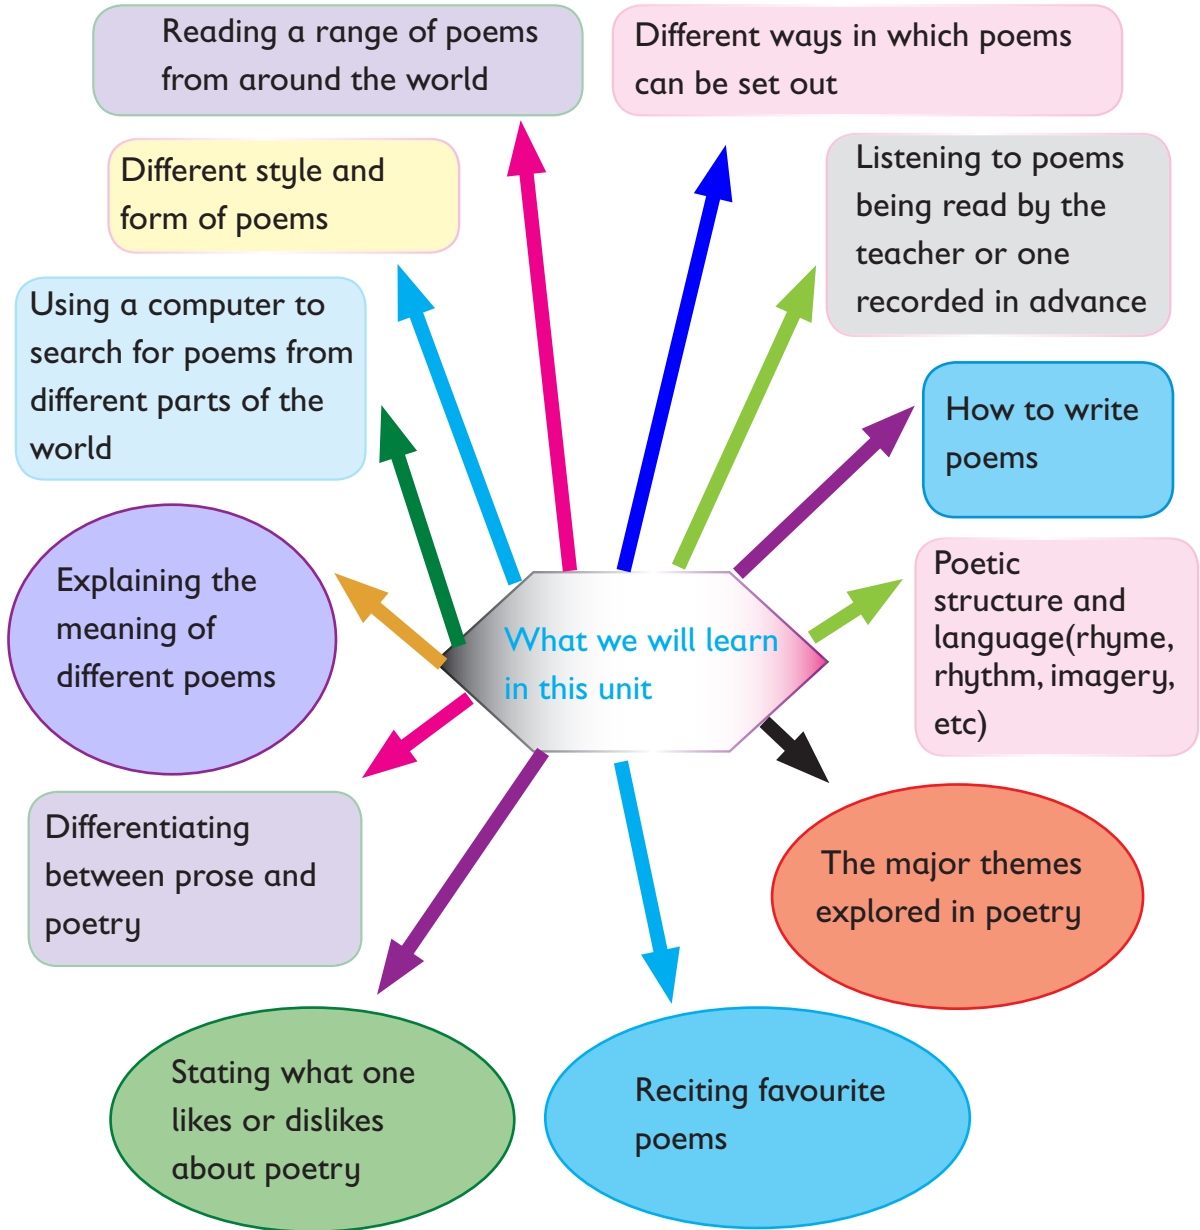 Reading a range of poems
from around the world
Different ways in which poems
can be set out
Different style and
form of poems
Listening to poems
being read by the
teacher or one
recorded in advance
Using a computer to
search for poems from
different parts of the
world
How to write
poems
Explaining the
meaning of
different poems
What we will learn
in this unit
Poetic
structure and
language(rhyme,
rhythm, imagery,
etc)
Differentiating
between prose and
poetry
The major themes
explored in poetry
Stating what one
likes or dislikes
about poetry
Reciting favourite
poems